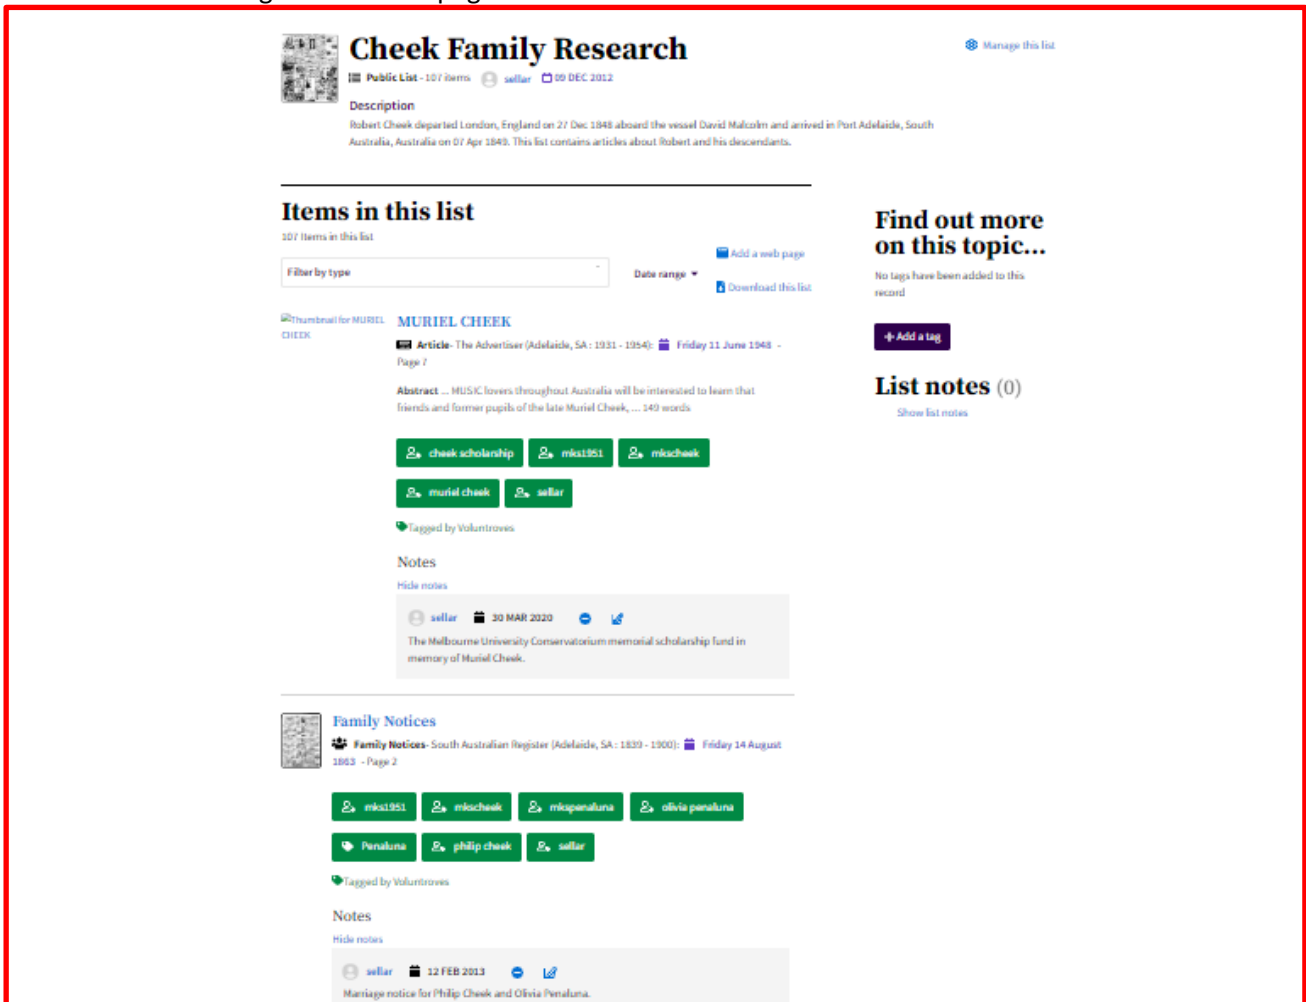 Cheek Family Research
Manage this list
Public List - 107 items sellar 09 DEC 2012
Description
Robert Cheek departed London, England on 27 Dec 1848 aboard the vessel David Malcolm and arrived in Port Adelaide, South
Australia, Australia on 07 Apr 1849. This list contains articles about Robert and his descendants.
Items in this list
107 Items in this list
Filter by type
Date range
Add a web page
Download this list
Thumbnail for MURIEL
CHEEK
MURIEL CHEEK
Article - The Advertiser (Adelaide, SA : 1931 - 1954): Friday 11 June 1948 -
Page 7
Abstract ... MUSIC lovers throughout Australia will be interested to learn that
friends and former pupils of the late Muriel Cheek, ... 149 words
cheek scholarship mks1951 mkscheek
muriel cheek sellar
Tagged by Voluntroves
Notes
Hide notes
sellar 30 MAR 2020
The Melbourne University Conservatorium memorial scholarship fund in
memory of Muriel Cheek.
Family Notices
Family Notices - South Australian Register (Adelaide, SA : 1839 - 1900): Friday 14 August
1863 - Page 2
mks1951 mkscheek mkspenaluna olivia penaluna
Penaluna philip cheek sellar
Tagged by Voluntroves
Notes
Hide notes
sellar 12 FEB 2013
Marriage notice for Philip Cheek and Olivia Penaluna.
Find out more
on this topic...
No tags have been added to this
record
+ Add a tag
List notes (0)
Show list notes